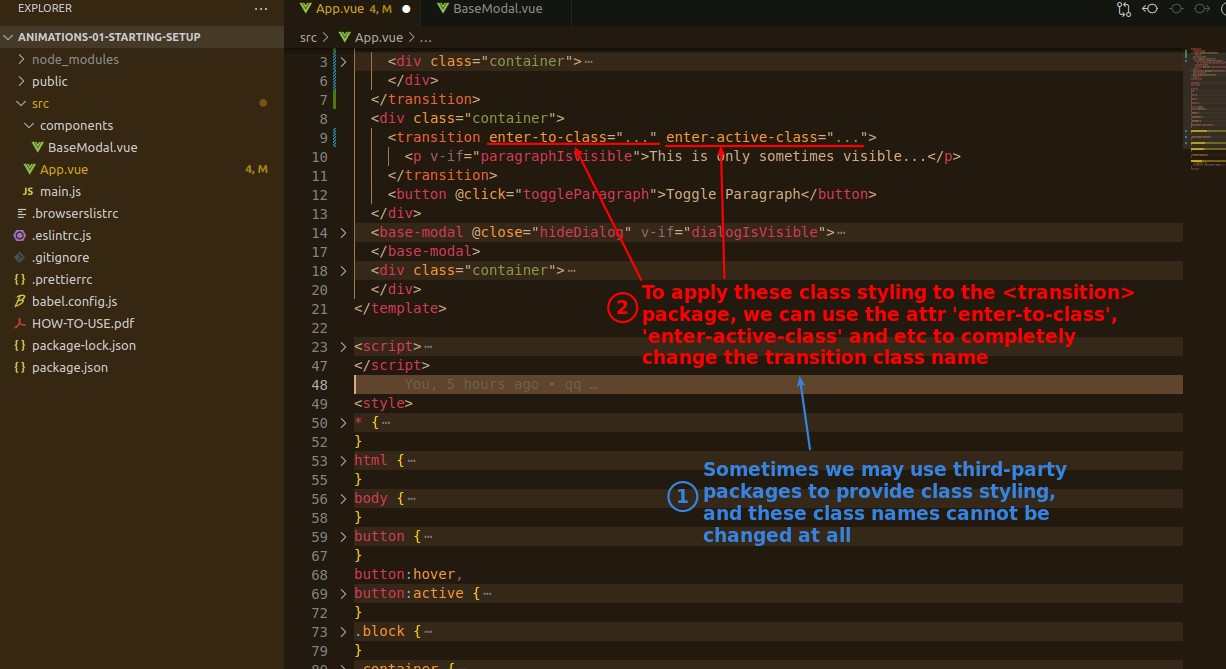 EXPLORER ...
App.vue 4, M ● BaseModal.vue
ANIMATIONS-01-STARTING-SETUP
src > App.vue > ...
node_modules
public
src
components
BaseModal.vue
App.vue 4, M
JS main.js
.browserslistrc
.eslintrc.js
.gitignore
{ } .prettierrc
babel.config.js
HOW-TO-USE.pdf
{ } package-lock.json
{ } package.json
3 > <div class="container">⋯
6 </div>
7 </transition>
8 <div class="container">
9 <transition enter-to-class="..." enter-active-class="...">
10 <p v-if="paragraphIsVisible">This is only sometimes visible...</p>
11 </transition>
12 <button @click="toggleParagraph">Toggle Paragraph</button>
13 </div>
14 > <base-modal @close="hideDialog" v-if="dialogIsVisible">⋯
17 </base-modal>
18 > <div class="container">⋯
20 </div>
21 </template>
22
23 > <script>⋯
47 </script>
48 You, 5 hours ago • qq …
49 <style>
50 > * {⋯
52 }
53 > html {⋯
55 }
56 > body {⋯
58 }
59 > button {⋯
67 }
68 button:hover,
69 > button:active {⋯
72 }
73 > .block {⋯
79 }
80 > .container {⋯
② To apply these class styling to the <transition>
package, we can use the attr 'enter-to-class',
'enter-active-class' and etc to completely
change the transition class name
① Sometimes we may use third-party
packages to provide class styling,
and these class names cannot be
changed at all